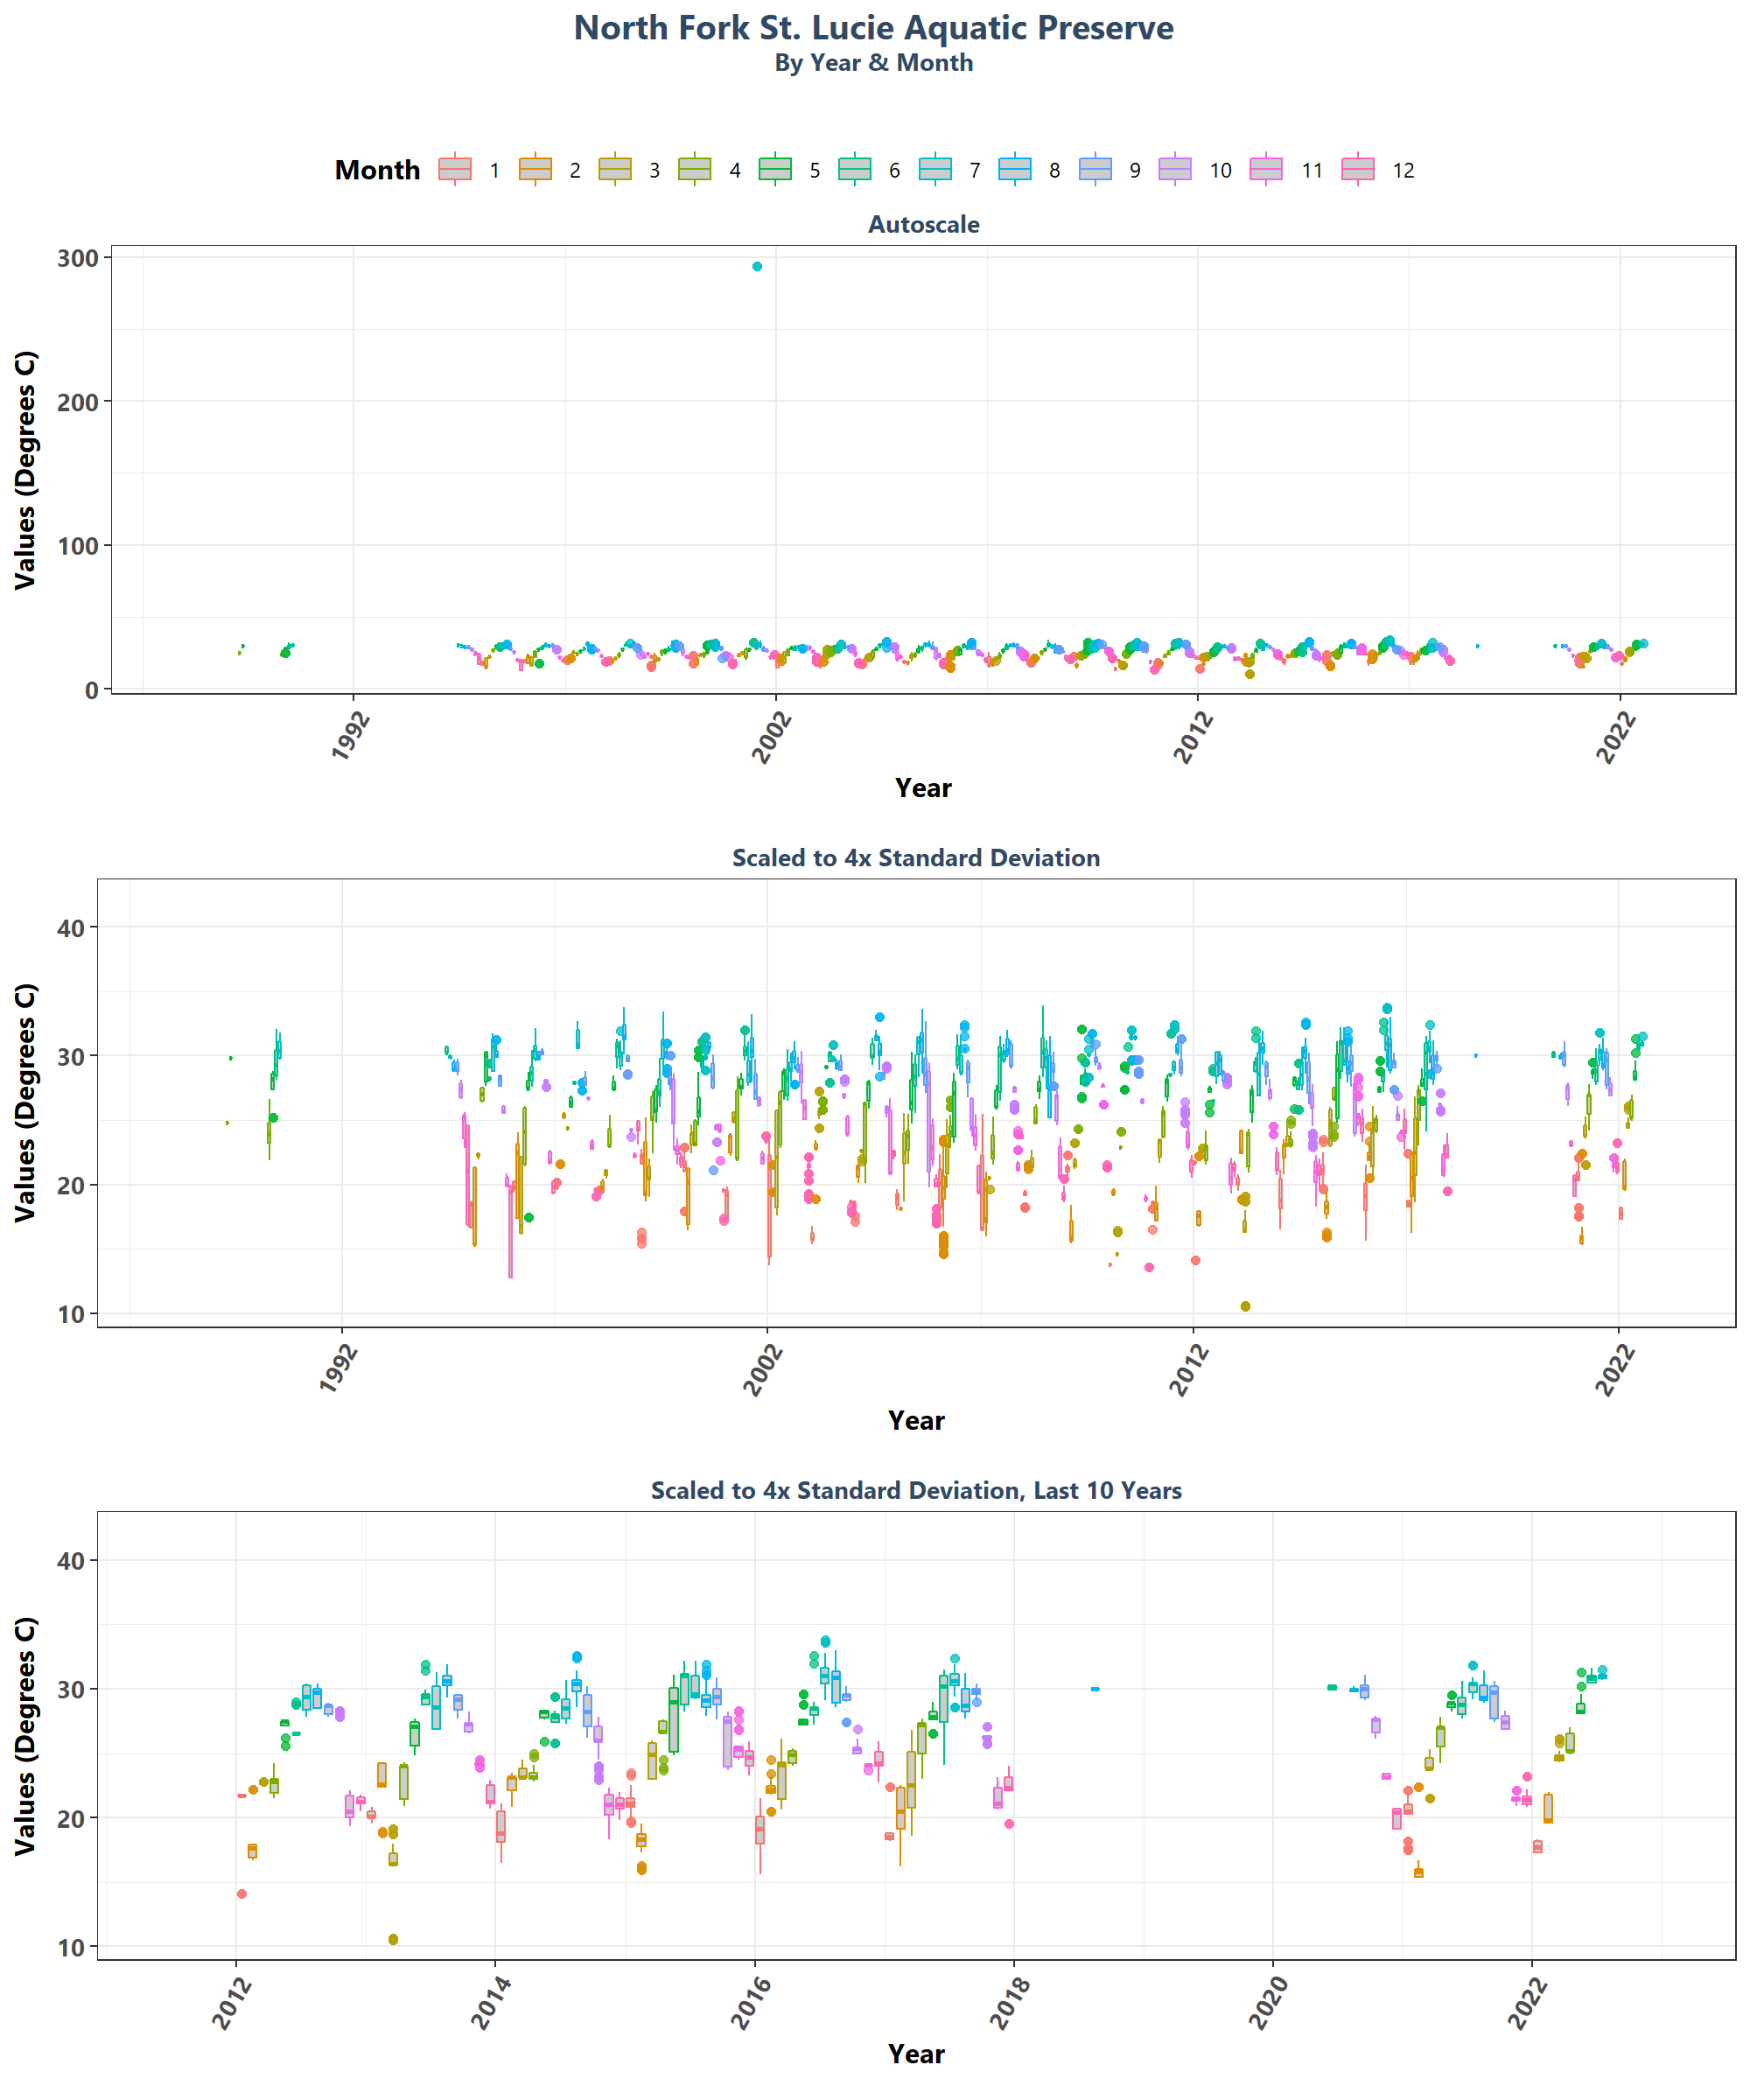 North Fork St. Lucie Aquatic Preserve
By Year & Month
Month 1 2 3 4 5 6 7 8 9 10 11 12
Autoscale
Values (Degrees C)
300
200
100
0
1992 2002 2012 2022
Year
Scaled to 4x Standard Deviation
Values (Degrees C)
40
30
20
10
1992 2002 2012 2022
Year
Scaled to 4x Standard Deviation, Last 10 Years
Values (Degrees C)
40
30
20
10
2012 2014 2016 2018 2020 2022
Year